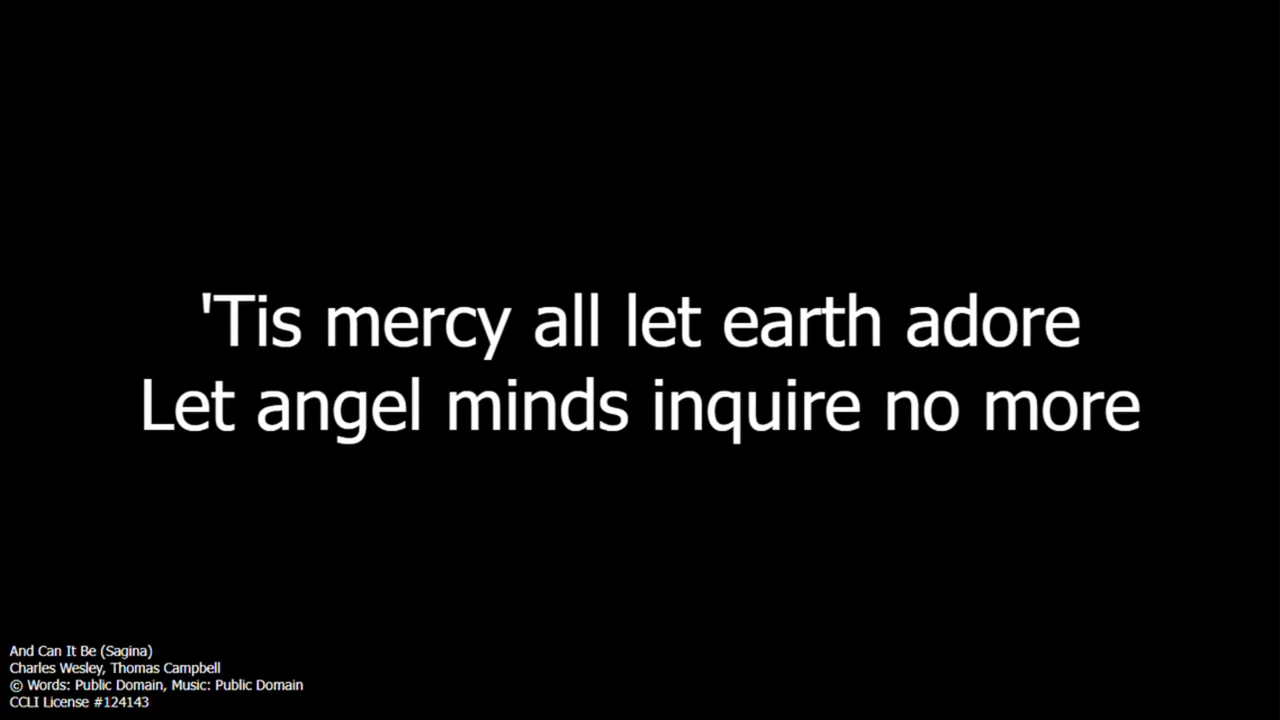 'Tis mercy all let earth adore
Let angel minds inquire no more
And Can It Be (Sagina)
Charles Wesley, Thomas Campbell
© Words: Public Domain, Music: Public Domain
CCLI License #124143